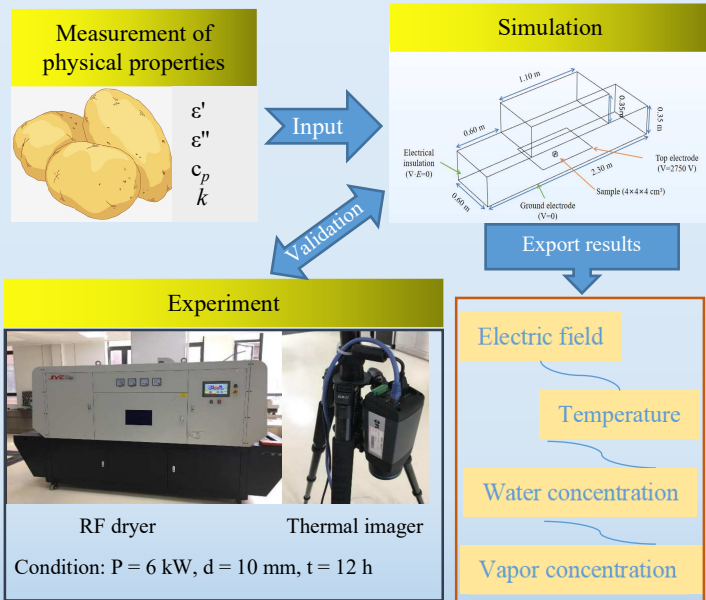 Measurement of
physical properties
ε'
ε"
cp
k
Input
Simulation
1.10 m
0.35m
0.35 m
0.60 m
Electrical
insulation
(∇·E=0)
Top electrode
(V=2750 V)
2.30 m
Sample (4×4×4 cm³)
0.60 m
Ground electrode
(V=0)
Validation
Export results
Experiment
RF dryer
Thermal imager
Condition: P = 6 kW, d = 10 mm, t = 12 h
Electric field
Temperature
Water concentration
Vapor concentration